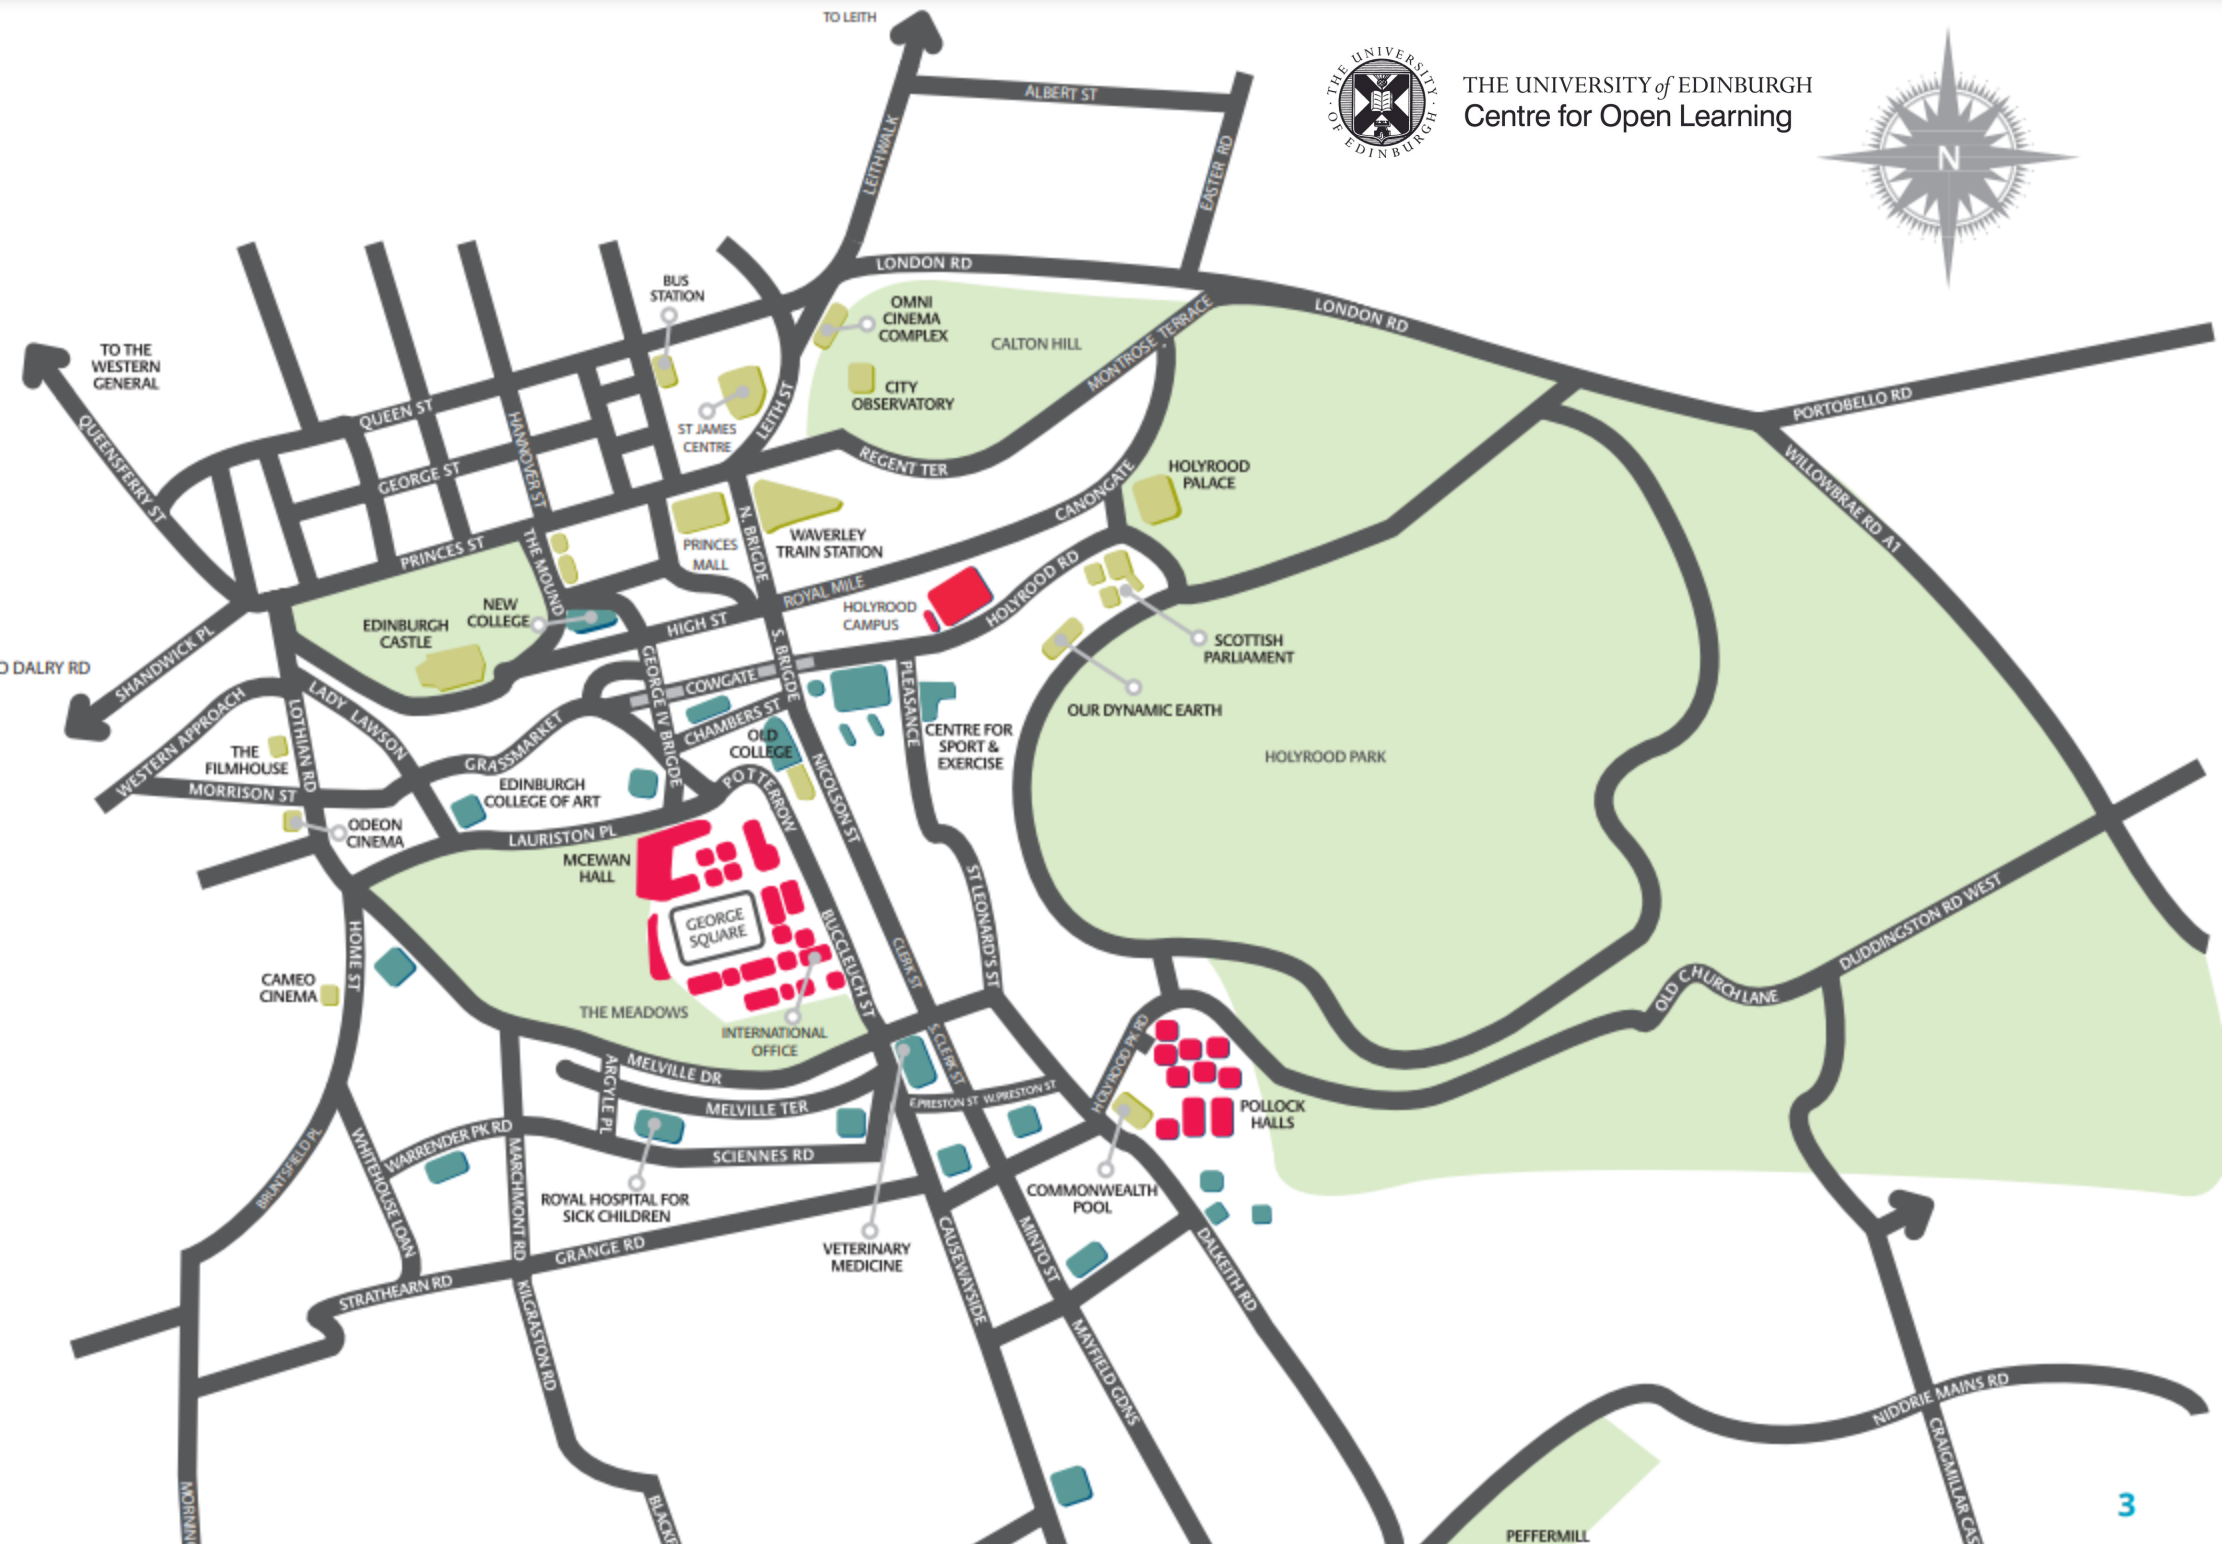 TO LEITH
THE UNIVERSITY of EDINBURGH
Centre for Open Learning
THE UNIVERSITY OF EDINBURGH
N
ALBERT ST
LEITH WALK
EASTER RD
LONDON RD
LONDON RD
BUS
STATION
OMNI
CINEMA
COMPLEX
CALTON HILL
MONTROSE TERRACE
TO THE
WESTERN
GENERAL
CITY
OBSERVATORY
PORTOBELLO RD
QUEENSFERRY ST
QUEEN ST
HANNOVER ST
ST JAMES
CENTRE
LEITH ST
GEORGE ST
REGENT TER
HOLYROOD
PALACE
CANONGATE
WILLOWBRAE RD A1
PRINCES ST
THE MOUND
PRINCES
MALL
N. BRIGDE
WAVERLEY
TRAIN STATION
ROYAL MILE
HOLYROOD
CAMPUS
HOLYROOD RD
NEW
COLLEGE
EDINBURGH
CASTLE
HIGH ST
SCOTTISH
PARLIAMENT
O DALRY RD
SHANDWICK PL
GEORGE IV BRIGDE
COWGATE
S. BRIGDE
PLEASANCE
OUR DYNAMIC EARTH
WESTERN APPROACH
LOTHIAN RD
LADY LAWSON
GRASSMARKET
CHAMBERS ST
OLD
COLLEGE
CENTRE FOR
SPORT &
EXERCISE
HOLYROOD PARK
THE
FILMHOUSE
MORRISON ST
EDINBURGH
COLLEGE OF ART
POTTERROW
NICOLSON ST
ODEON
CINEMA
LAURISTON PL
MCEWAN
HALL
ST LEONARD'S ST
GEORGE
SQUARE
BUCCLEUCH ST
CLERK ST
DUDDINGSTON RD WEST
HOME ST
CAMEO
CINEMA
OLD CHURCH LANE
THE MEADOWS
INTERNATIONAL
OFFICE
S.CLERK ST
HOLYROOD PK RD
MELVILLE DR
ARGYLE PL
MELVILLE TER
E.PRESTON ST
W.PRESTON ST
POLLOCK
HALLS
BRUNTSFIELD PL
WHITEHOUSE LOAN
WARRENDER PK RD
MARCHMONT RD
SCIENNES RD
ROYAL HOSPITAL FOR
SICK CHILDREN
COMMONWEALTH
POOL
VETERINARY
MEDICINE
GRANGE RD
CAUSEWAYSIDE
MINTO ST
DALKEITH RD
STRATHEARN RD
KILGRASTON RD
MAYFIELD GDNS
NIDDRIE MAINS RD
CRAIGMILLAR CAS
MORNIN
BLACKF
PEFFERMILL
3